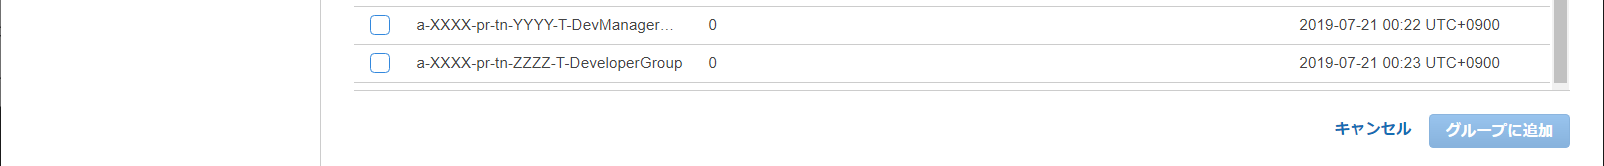 a-XXXX-pr-tn-YYYY-T-DevManager... 0 2019-07-21 00:22 UTC+0900
a-XXXX-pr-tn-ZZZZ-T-DeveloperGroup 0 2019-07-21 00:23 UTC+0900
キャンセル グループに追加